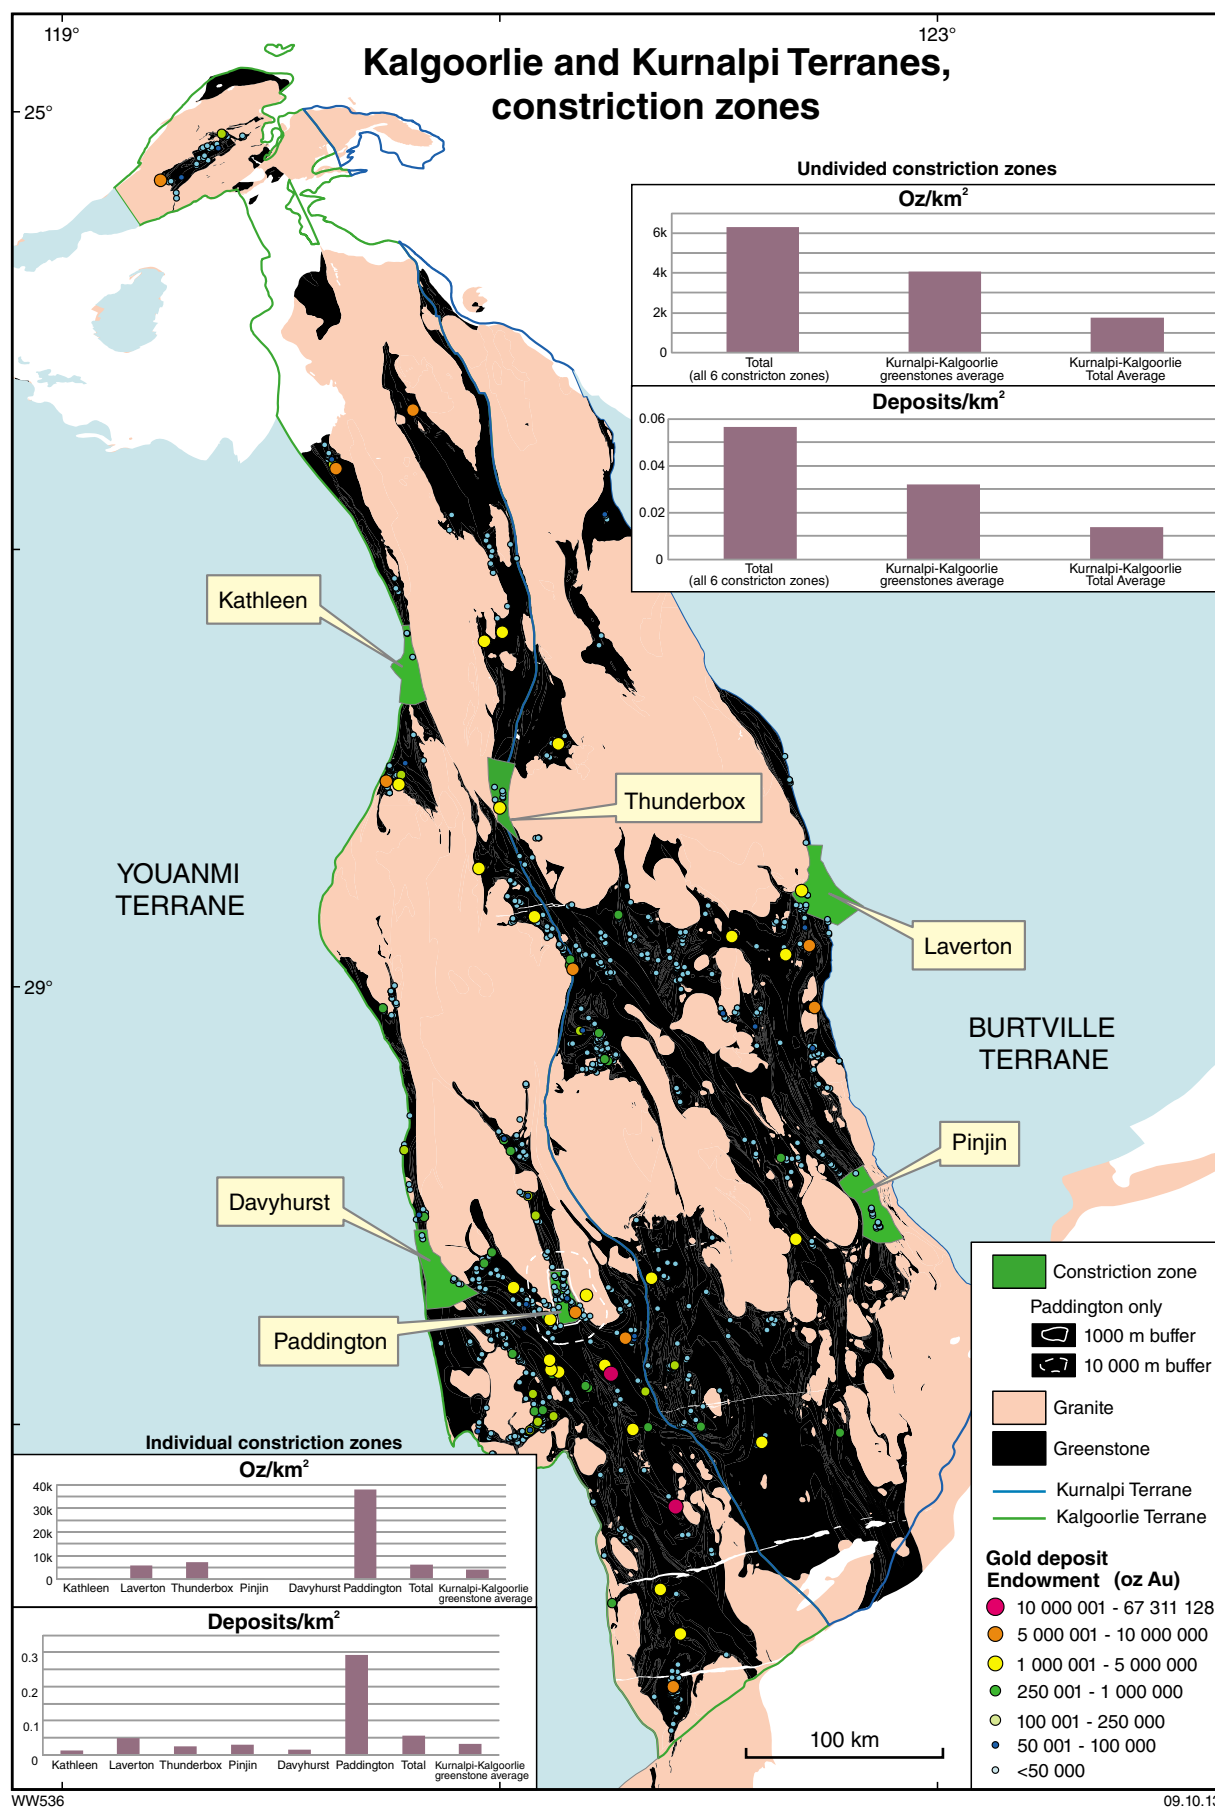 119°
123°
Kalgoorlie and Kurnalpi Terranes,
constriction zones
25°
Undivided constriction zones
Oz/km²
6k
4k
2k
0
Total
(all 6 constricton zones)
Kurnalpi-Kalgoorlie
greenstones average
Kurnalpi-Kalgoorlie
Total Average
Deposits/km²
0.06
0.04
0.02
0
Total
(all 6 constricton zones)
Kurnalpi-Kalgoorlie
greenstones average
Kurnalpi-Kalgoorlie
Total Average
Kathleen
Thunderbox
YOUANMI
TERRANE
Laverton
29°
BURTVILLE
TERRANE
Pinjin
Davyhurst
Paddington
Constriction zone
Paddington only
1000 m buffer
10 000 m buffer
Granite
Greenstone
Kurnalpi Terrane
Kalgoorlie Terrane
Gold deposit
Endowment (oz Au)
10 000 001 - 67 311 128
5 000 001 - 10 000 000
1 000 001 - 5 000 000
250 001 - 1 000 000
100 001 - 250 000
50 001 - 100 000
<50 000
Individual constriction zones
Oz/km²
40k
30k
20k
10k
0
Kathleen
Laverton
Thunderbox
Pinjin
Davyhurst
Paddington
Total
Kurnalpi-Kalgoorlie
greenstone average
Deposits/km²
0.3
0.2
0.1
0
Kathleen
Laverton
Thunderbox
Pinjin
Davyhurst
Paddington
Total
Kurnalpi-Kalgoorlie
greenstone average
100 km
WW536
09.10.13